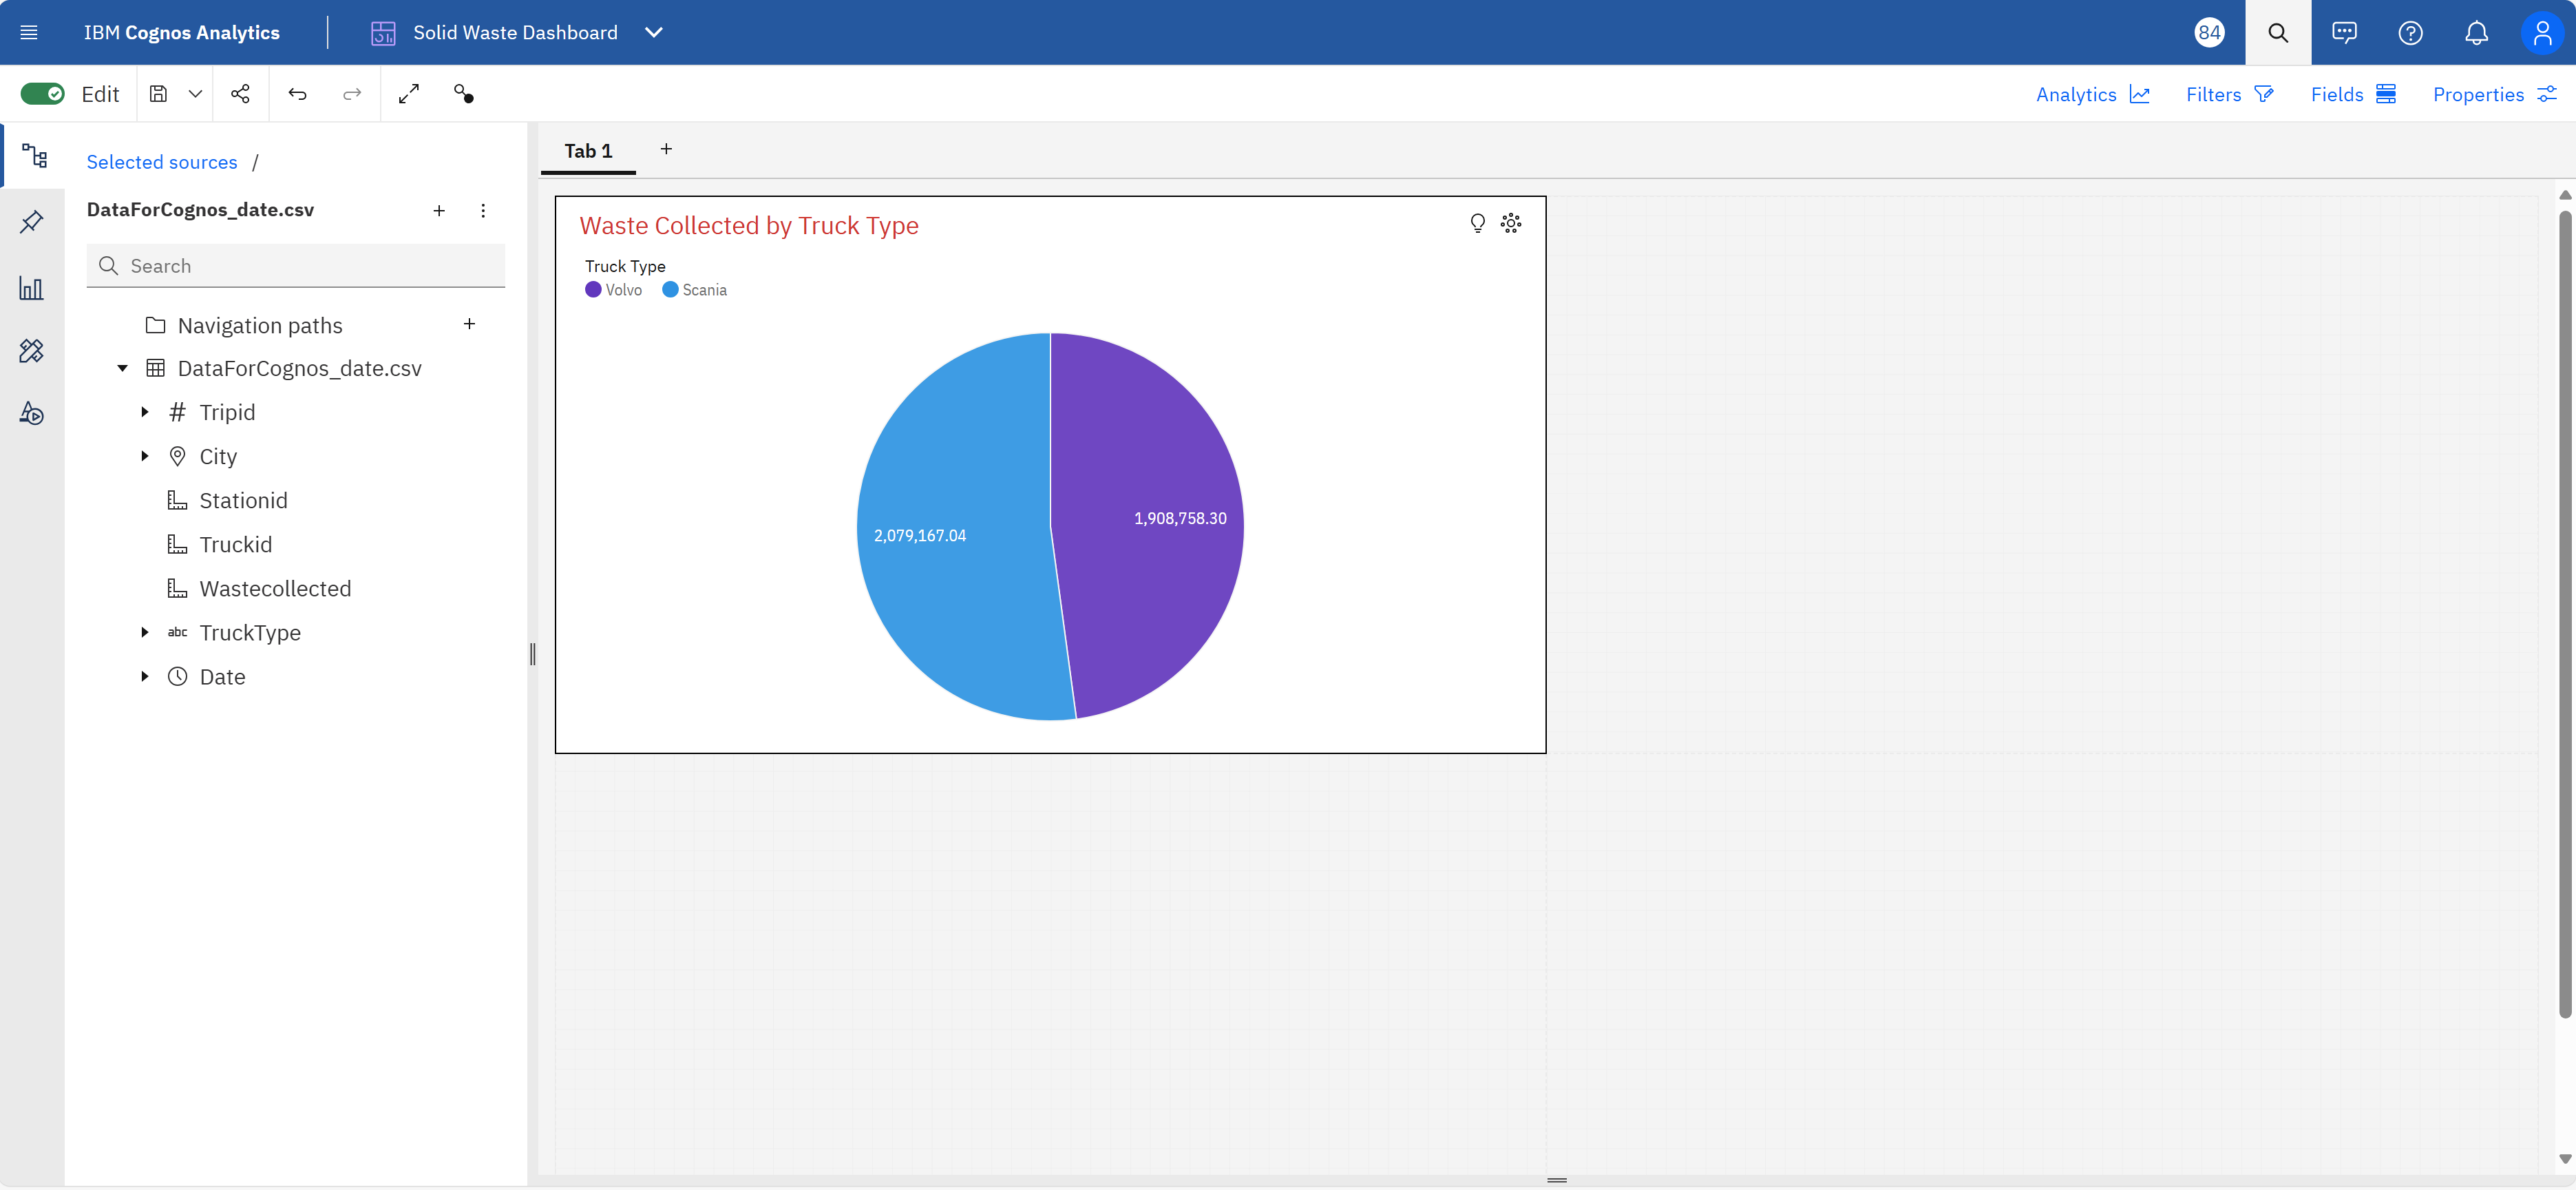 IBM Cognos Analytics
Solid Waste Dashboard
84
Edit
Analytics
Filters
Fields
Properties
Selected sources /
DataForCognos_date.csv
Search
Navigation paths
DataForCognos_date.csv
Tripid
City
Stationid
Truckid
Wastecollected
abc TruckType
Date
Tab 1
Waste Collected by Truck Type
Truck Type
Volvo Scania
1,908,758.30
2,079,167.04